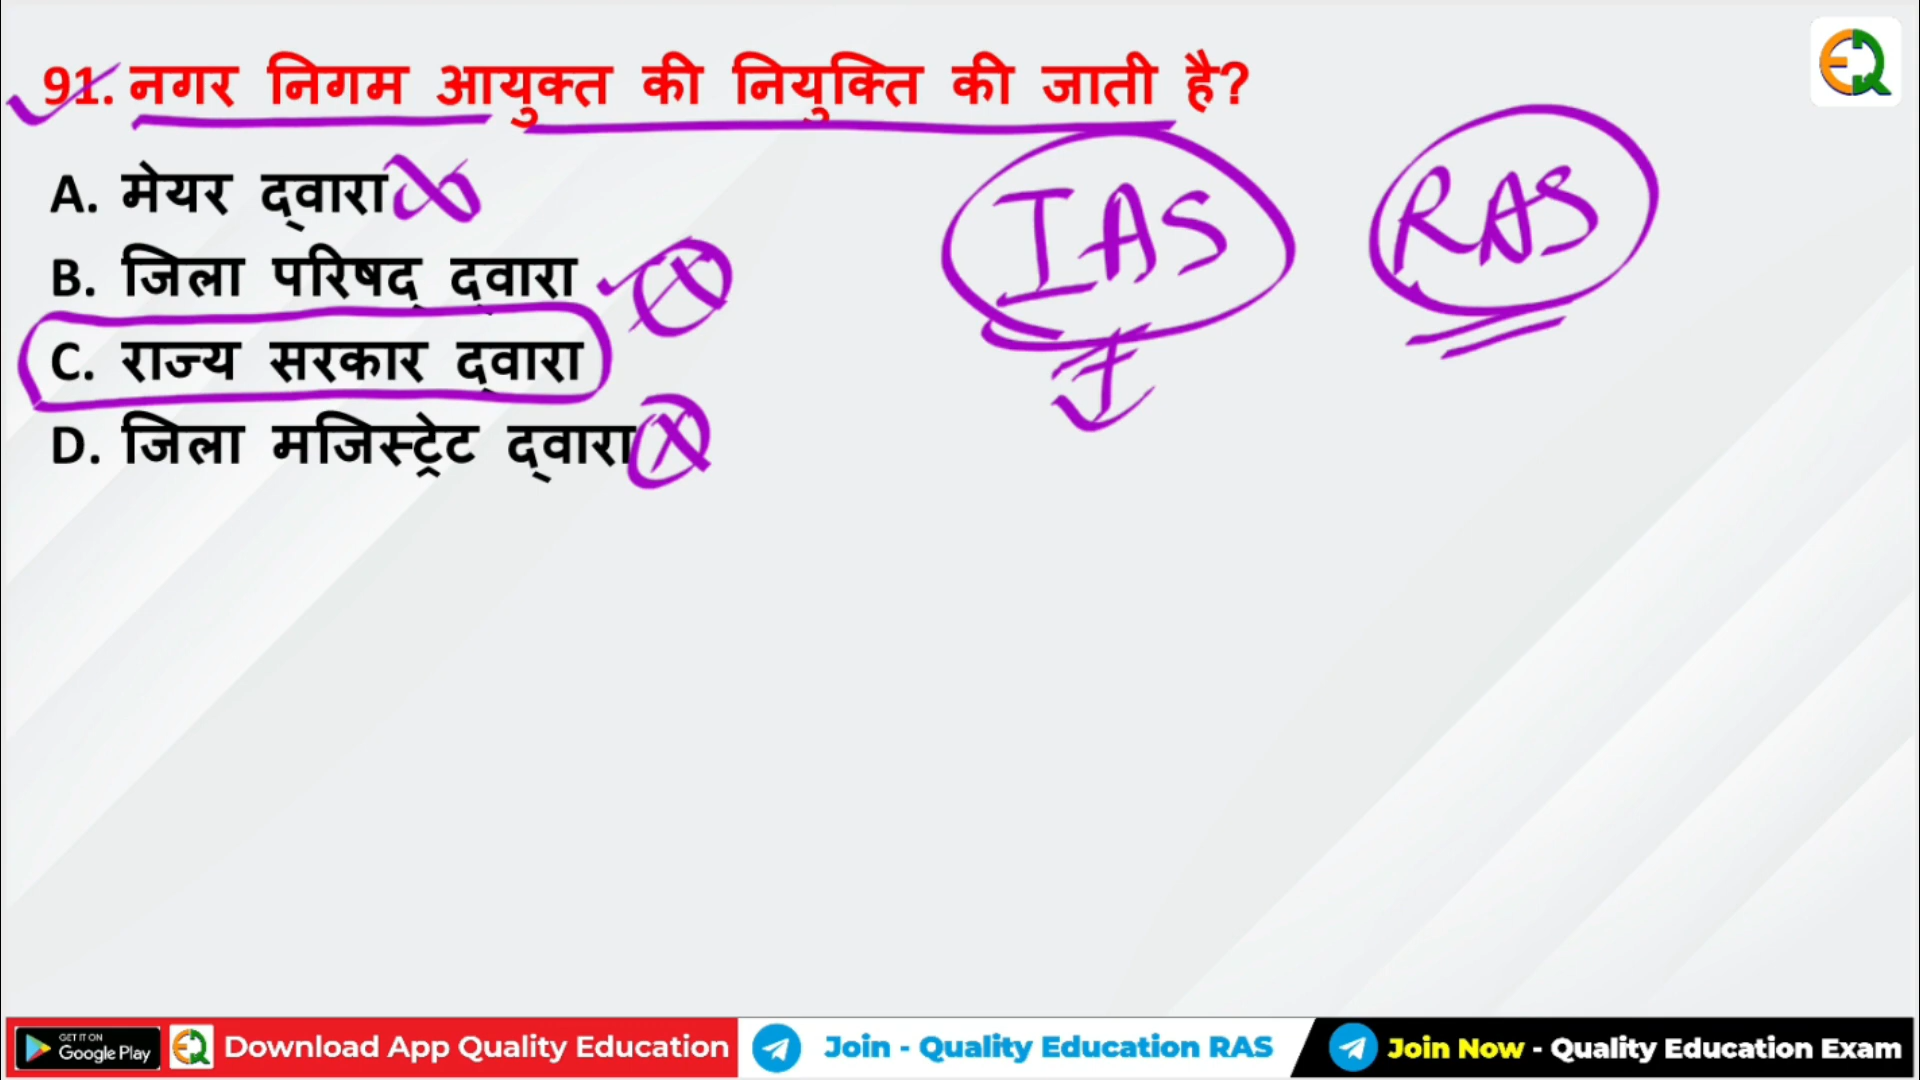 91. नगर निगम आयुक्त की नियुक्ति की जाती है?
A. मेयर द्वारा
B. जिला परिषद् द्वारा
C. राज्य सरकार द्वारा
D. जिला मजिस्ट्रेट द्वारा
IAS RAS
EQ
GET IT ON
Google Play
Download App Quality Education
Join - Quality Education RAS
Join Now - Quality Education Exam